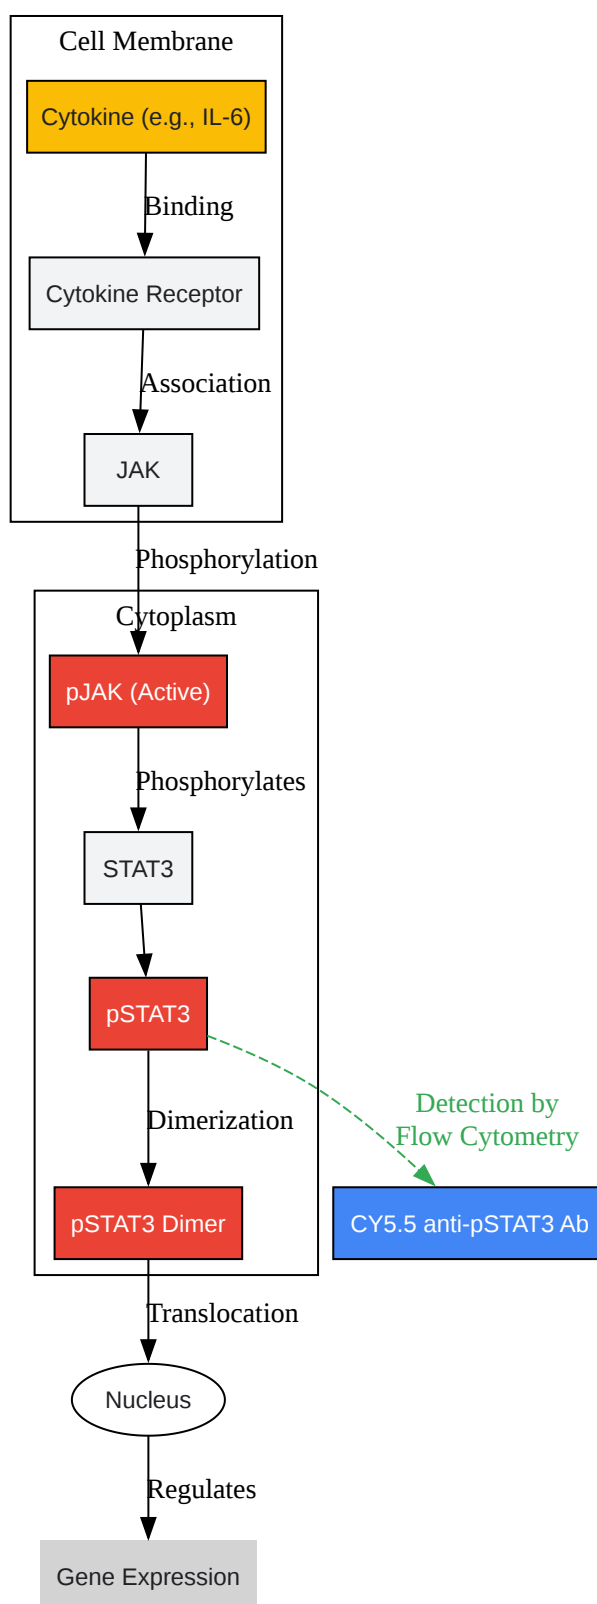 Cell Membrane
Cytokine (e.g., IL-6)
Binding
Cytokine Receptor
Association
JAK
Phosphorylation
Cytoplasm
pJAK (Active)
Phosphorylates
STAT3
pSTAT3
Detection by
Flow Cytometry
Dimerization
pSTAT3 Dimer
CY5.5 anti-pSTAT3 Ab
Translocation
Nucleus
Regulates
Gene Expression